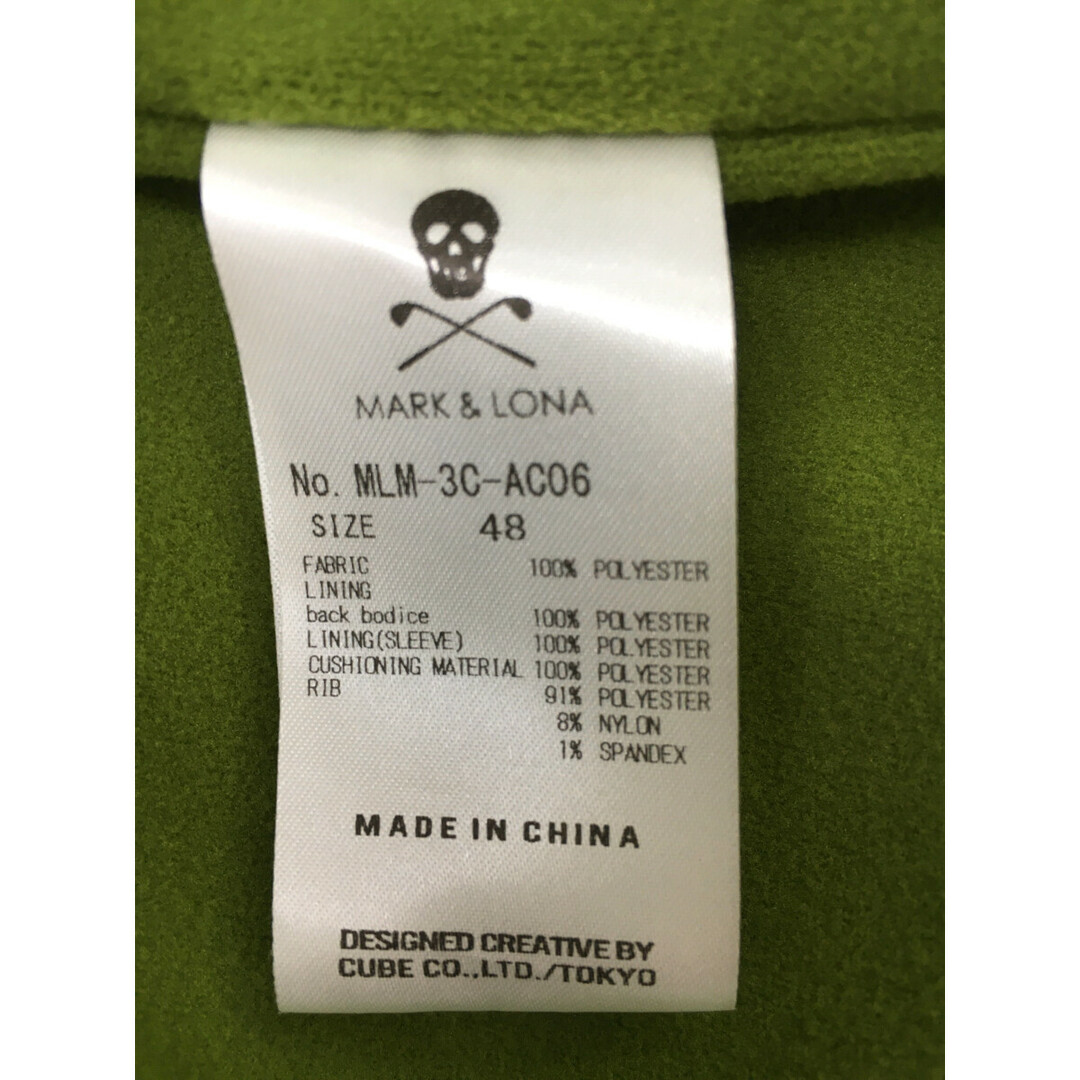 MARK & LONA
No. MLM-3C-AC06
SIZE 48
FABRIC 100% POLYESTER
LINING
back bodice 100% POLYESTER
LINING(SLEEVE) 100% POLYESTER
CUSHIONING MATERIAL 100% POLYESTER
RIB 91% POLYESTER
8% NYLON
1% SPANDEX
MADE IN CHINA
DESIGNED CREATIVE BY
CUBE CO.,LTD./TOKYO